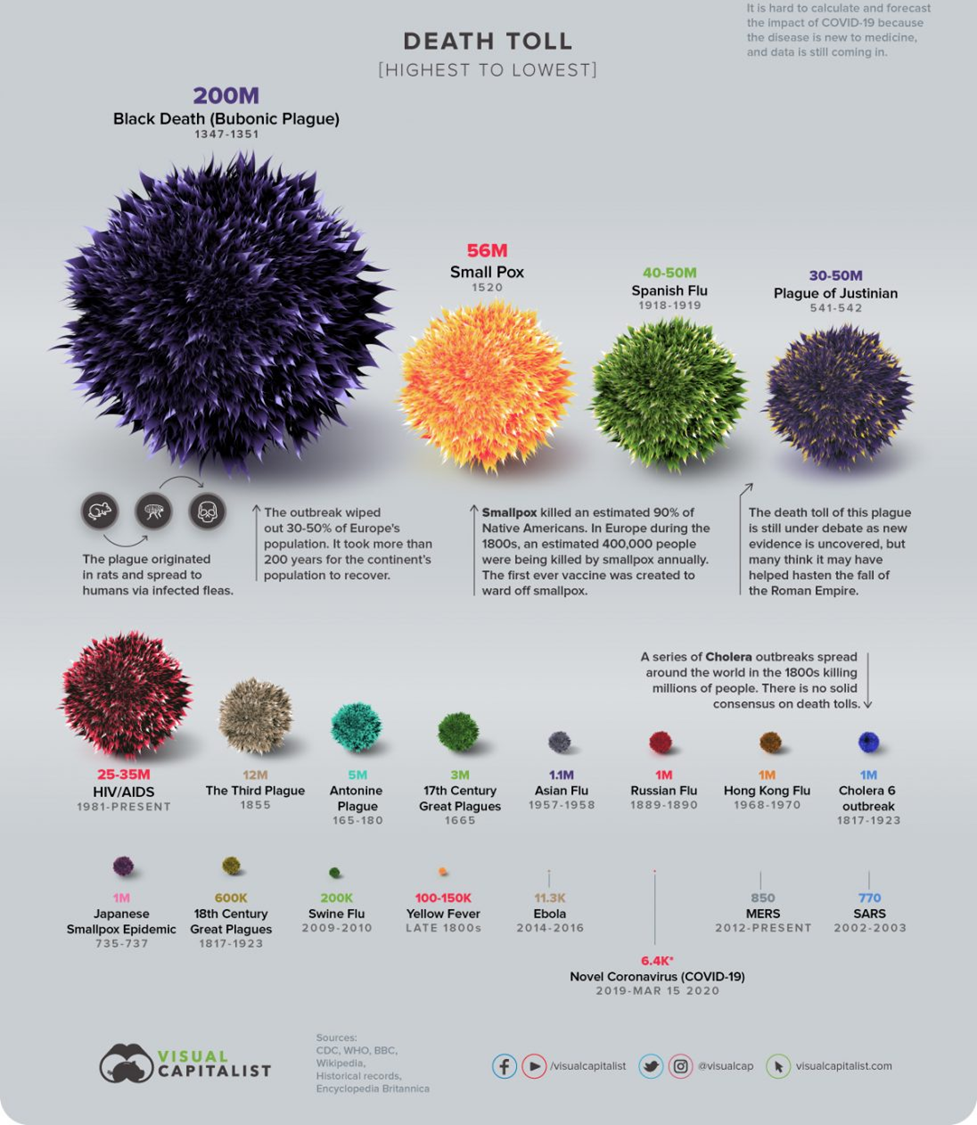 It is hard to calculate and forecast
the impact of COVID-19 because
the disease is new to medicine,
and data is still coming in.
DEATH TOLL
[HIGHEST TO LOWEST]
200M
Black Death (Bubonic Plague)
1347-1351
56M
Small Pox
1520
40-50M
Spanish Flu
1918-1919
30-50M
Plague of Justinian
541-542
The plague originated
in rats and spread to
humans via infected fleas.
The outbreak wiped
out 30-50% of Europe's
population. It took more than
200 years for the continent's
population to recover.
Smallpox killed an estimated 90% of
Native Americans. In Europe during the
1800s, an estimated 400,000 people
were being killed by smallpox annually.
The first ever vaccine was created to
ward off smallpox.
The death toll of this plague
is still under debate as new
evidence is uncovered, but
many think it may have
helped hasten the fall of
the Roman Empire.
A series of Cholera outbreaks spread
around the world in the 1800s killing
millions of people. There is no solid
consensus on death tolls.
25-35M
HIV/AIDS
1981-PRESENT
12M
The Third Plague
1855
5M
Antonine
Plague
165-180
3M
17th Century
Great Plagues
1665
1.1M
Asian Flu
1957-1958
1M
Russian Flu
1889-1890
1M
Hong Kong Flu
1968-1970
1M
Cholera 6
outbreak
1817-1923
1M
Japanese
Smallpox Epidemic
735-737
600K
18th Century
Great Plagues
1817-1923
200K
Swine Flu
2009-2010
100-150K
Yellow Fever
LATE 1800s
11.3K
Ebola
2014-2016
6.4K*
Novel Coronavirus (COVID-19)
2019-MAR 15 2020
850
MERS
2012-PRESENT
770
SARS
2002-2003
VISUAL
CAPITALIST
Sources:
CDC, WHO, BBC,
Wikipedia,
Historical records,
Encyclopedia Britannica
/visualcapitalist
@visualcap
visualcapitalist.com